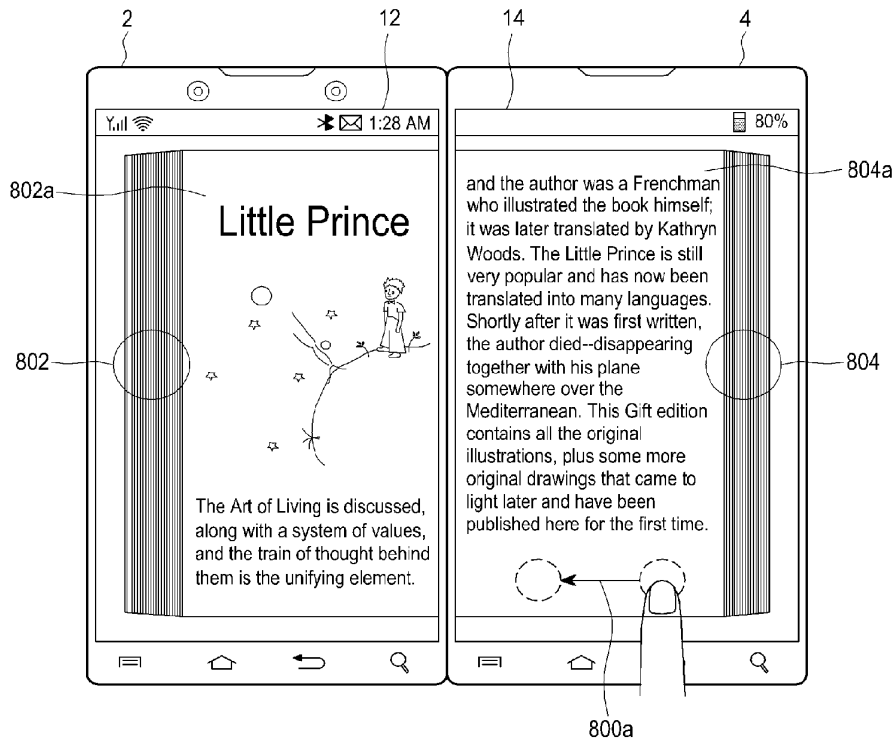 2
12
14
4
1:28 AM
80%
802a
804a
Little Prince
and the author was a Frenchman
who illustrated the book himself;
it was later translated by Kathryn
Woods. The Little Prince is still
very popular and has now been
translated into many languages.
Shortly after it was first written,
the author died--disappearing
together with his plane
somewhere over the
Mediterranean. This Gift edition
contains all the original
illustrations, plus some more
original drawings that came to
light later and have been
published here for the first time.
802
804
The Art of Living is discussed,
along with a system of values,
and the train of thought behind
them is the unifying element.
800a